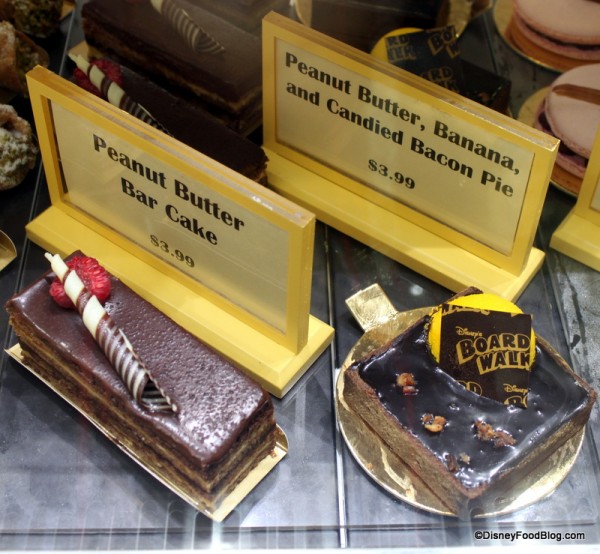 Peanut Butter
Bar Cake
$3.99
Peanut Butter, Banana,
and Candied Bacon Pie
$3.99
Disney's
BOARD
WALK
Disney's
©DisneyFoodBlog.com